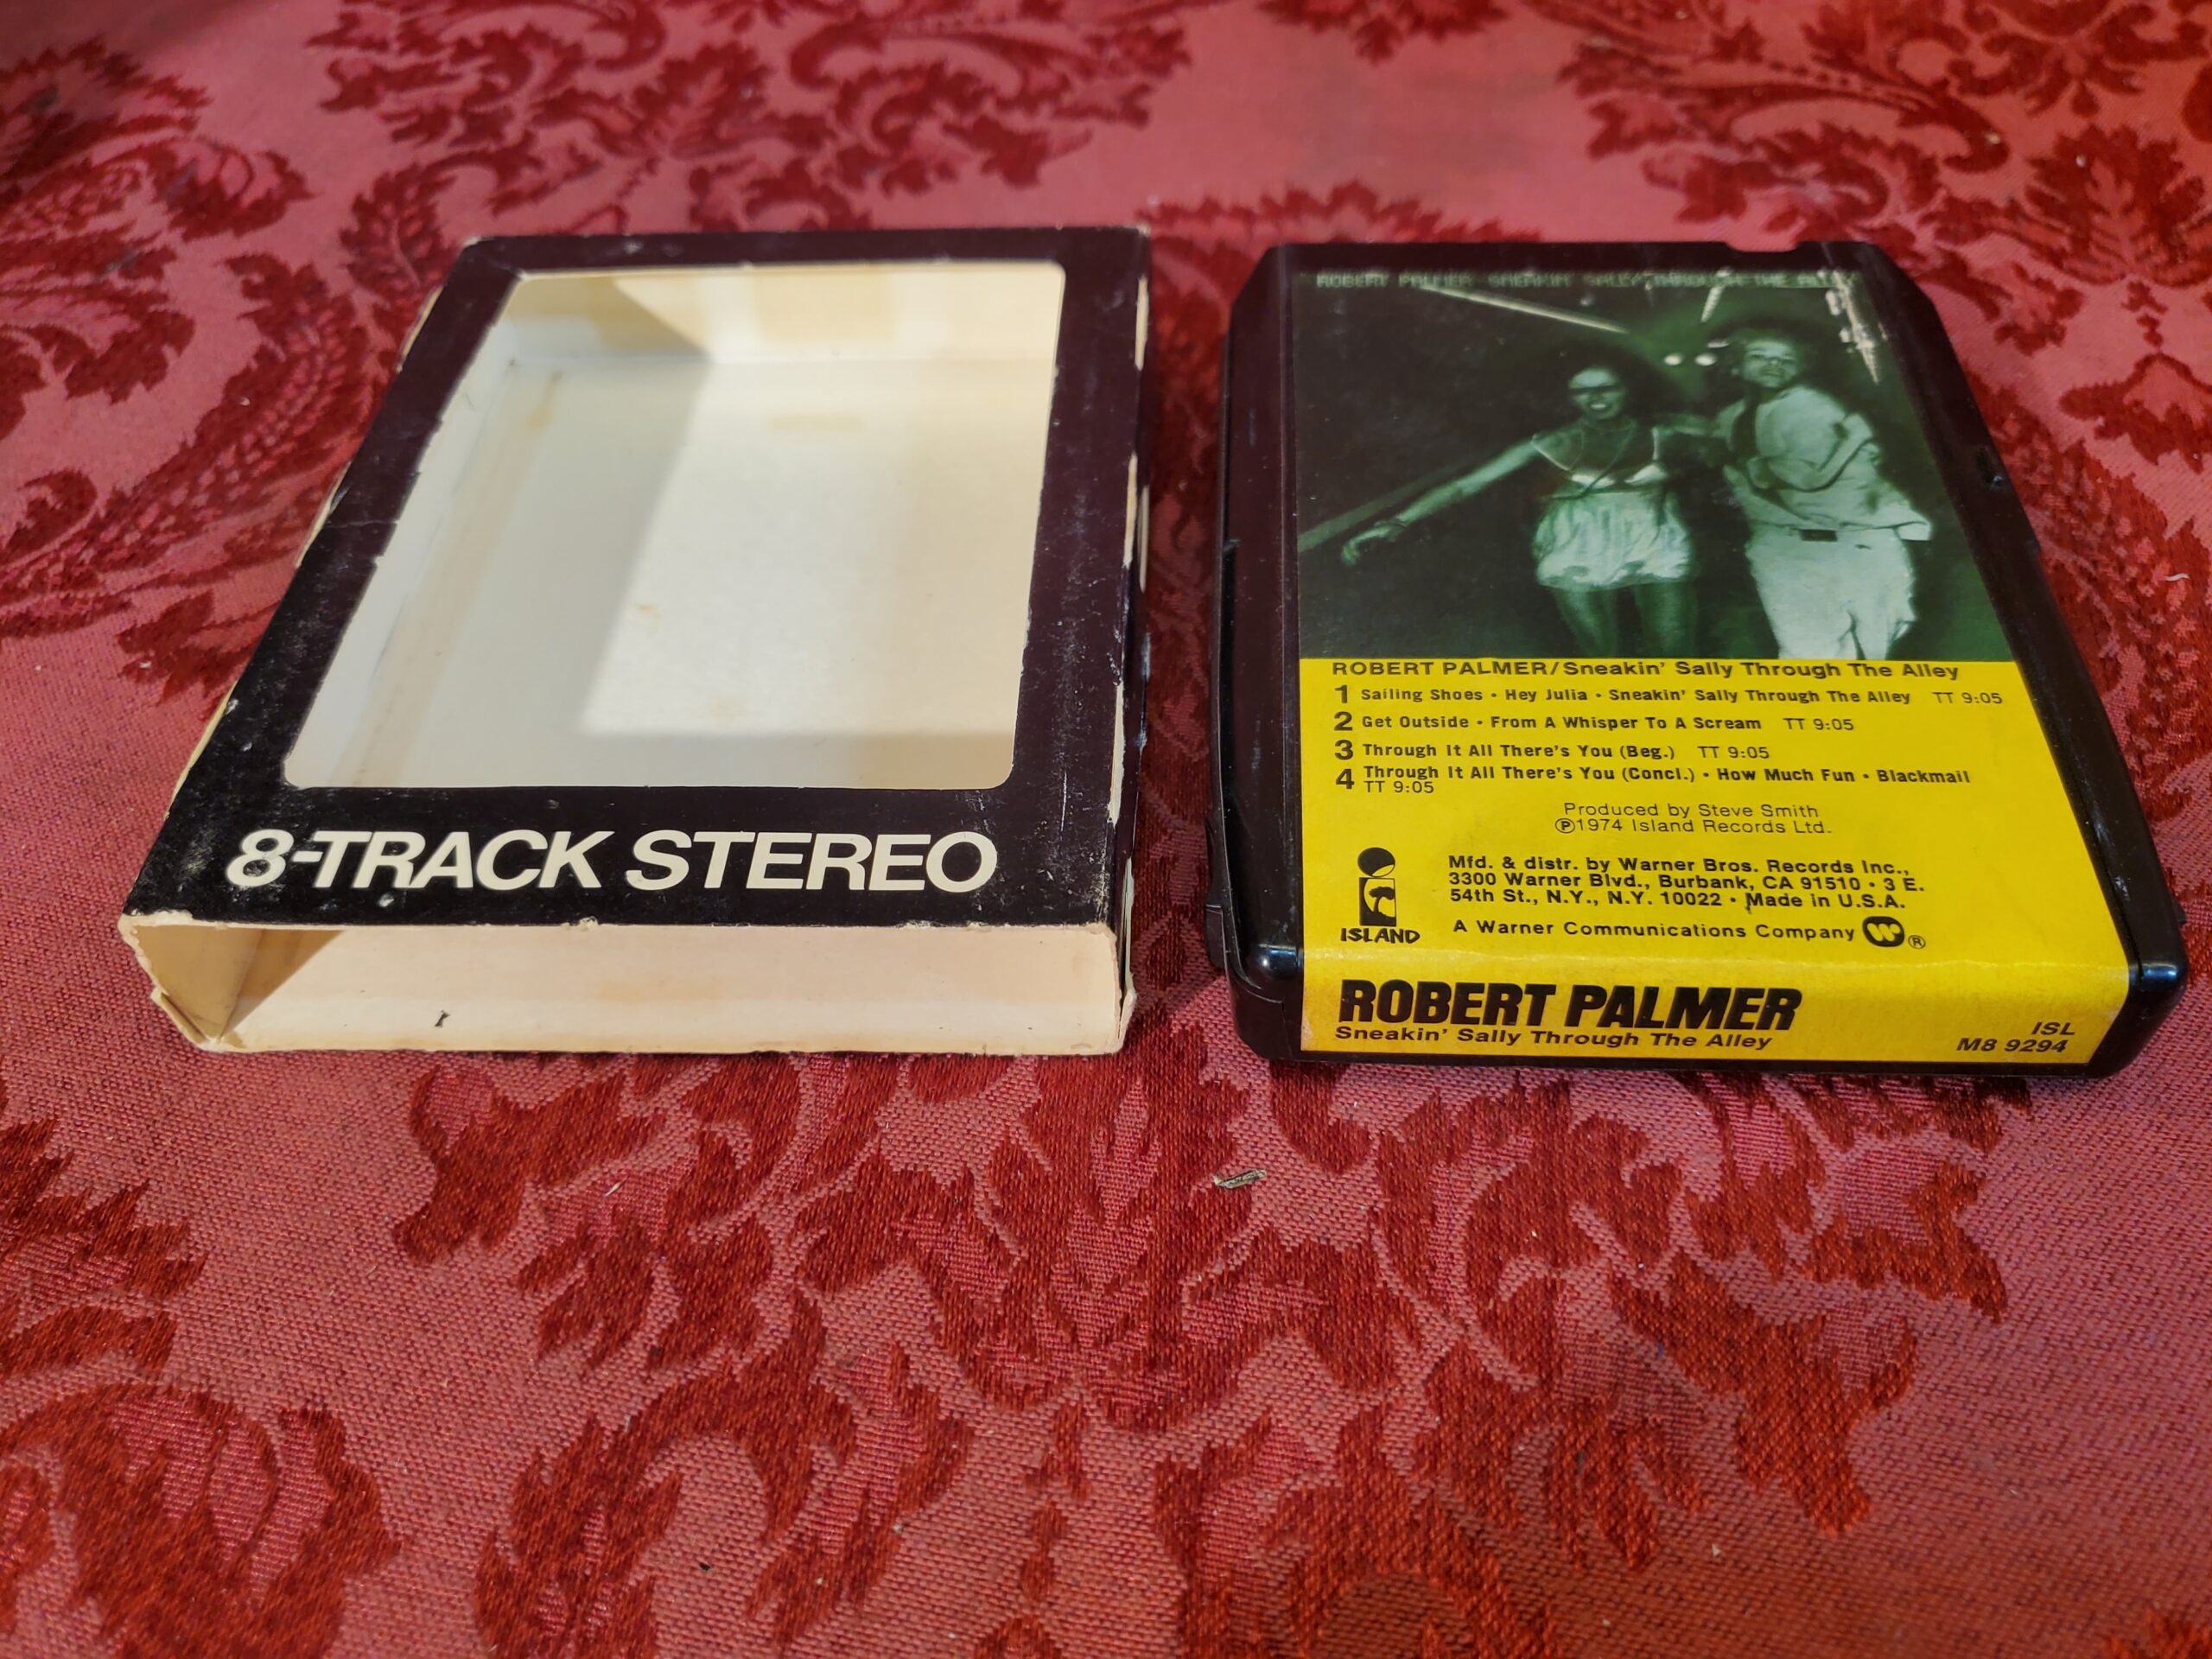 8-TRACK STEREO
ROBERT PALMER SNEAKIN' SALLY THROUGH THE ALLEY
ROBERT PALMER/Sneakin' Sally Through The Alley
1 Sailing Shoes • Hey Julia • Sneakin' Sally Through The Alley TT 9:05
2 Get Outside • From A Whisper To A Scream TT 9:05
3 Through It All There's You (Beg.) TT 9:05
4 Through It All There's You (Concl.) • How Much Fun • Blackmail
TT 9:05
Produced by Steve Smith
℗1974 Island Records Ltd.
Mfd. & distr. by Warner Bros. Records Inc.,
3300 Warner Blvd., Burbank, CA 91510 • 3 E.
54th St., N.Y., N.Y. 10022 • Made in U.S.A.
ISLAND
A Warner Communications Company W ®
ROBERT PALMER
Sneakin' Sally Through The Alley
ISL
M8 9294